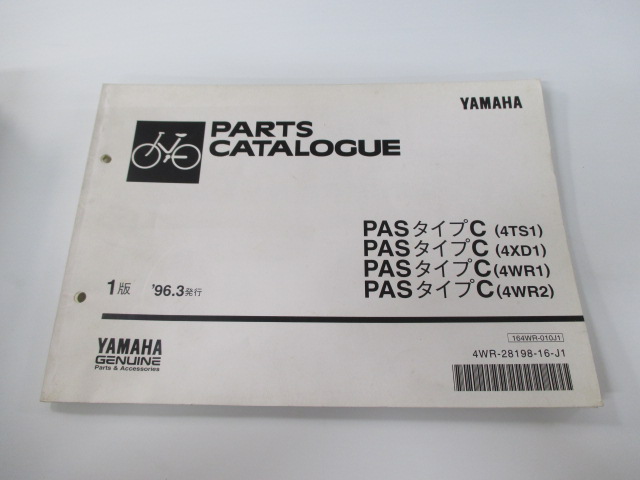 YAMAHA
PARTS
CATALOGUE
PASタイプC (4TS1)
PASタイプC (4XD1)
PASタイプC (4WR1)
PASタイプC (4WR2)
1版 '96.3発行
164WR-010J1
4WR-28198-16-J1
YAMAHA
GENUINE
Parts & Accessories